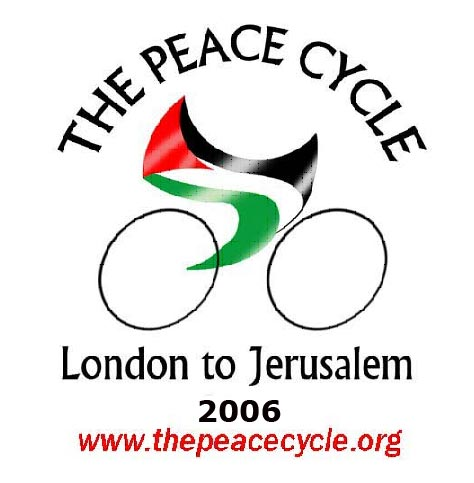 THE PEACE CYCLE
London to Jerusalem
2006
www.thepeacecycle.org